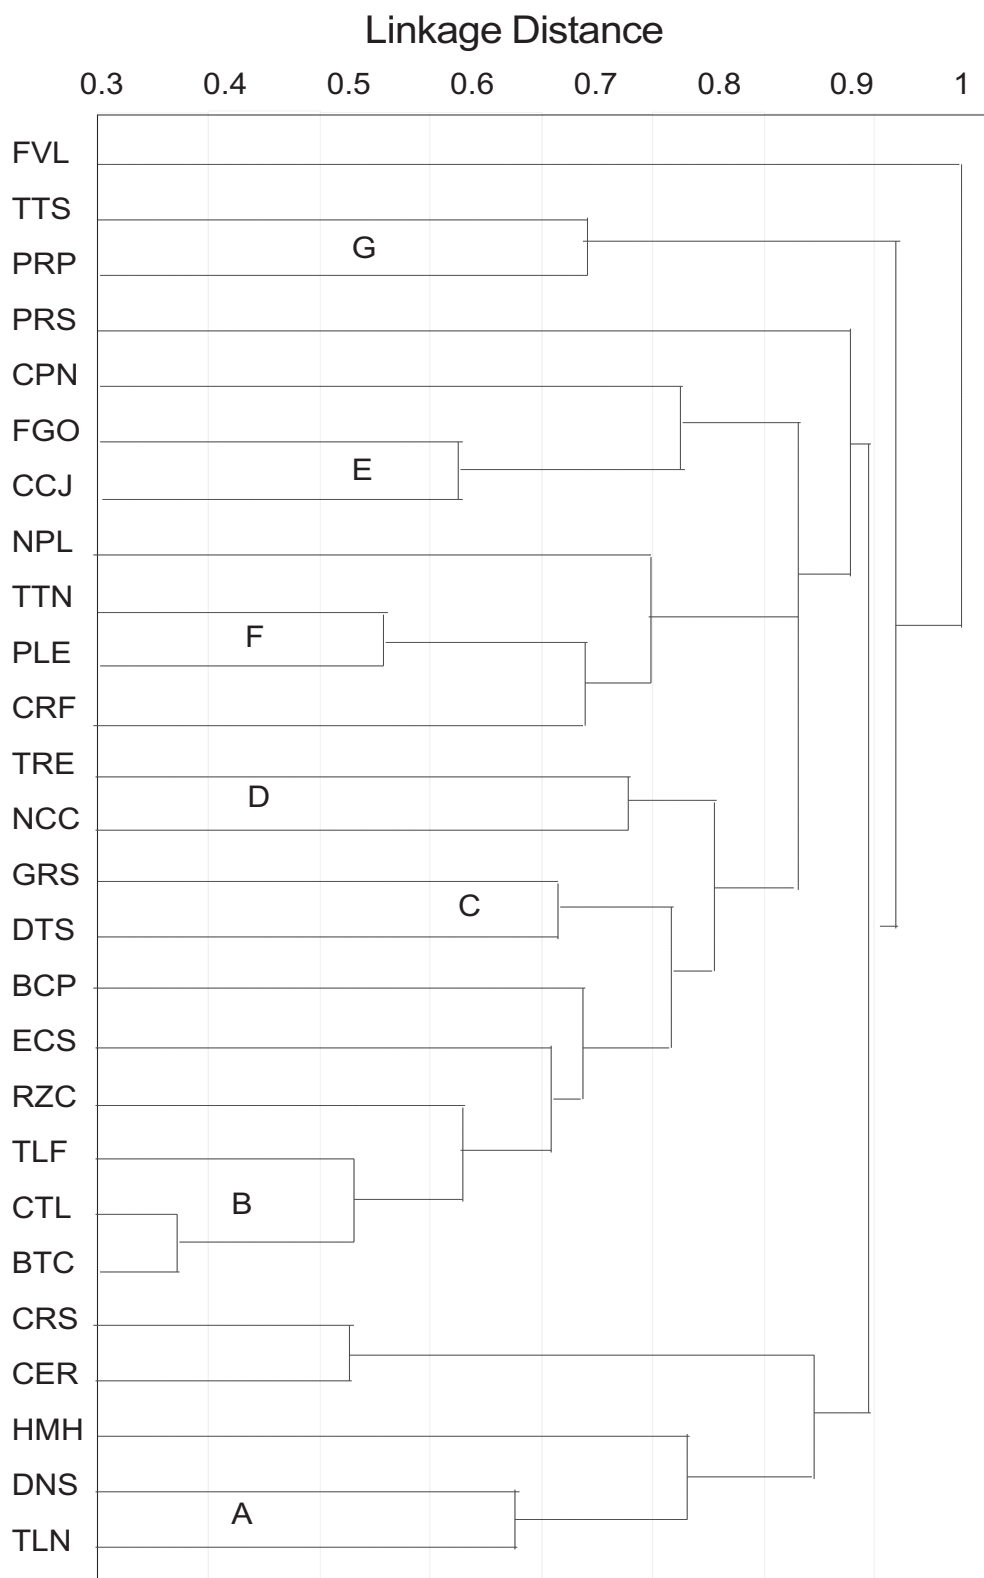 Linkage Distance
0.3 0.4 0.5 0.6 0.7 0.8 0.9 1
FVL
TTS
G
PRP
PRS
CPN
FGO
E
CCJ
NPL
TTN
F
PLE
CRF
TRE
D
NCC
GRS
C
DTS
BCP
ECS
RZC
TLF
B
CTL
BTC
CRS
CER
HMH
DNS
A
TLN